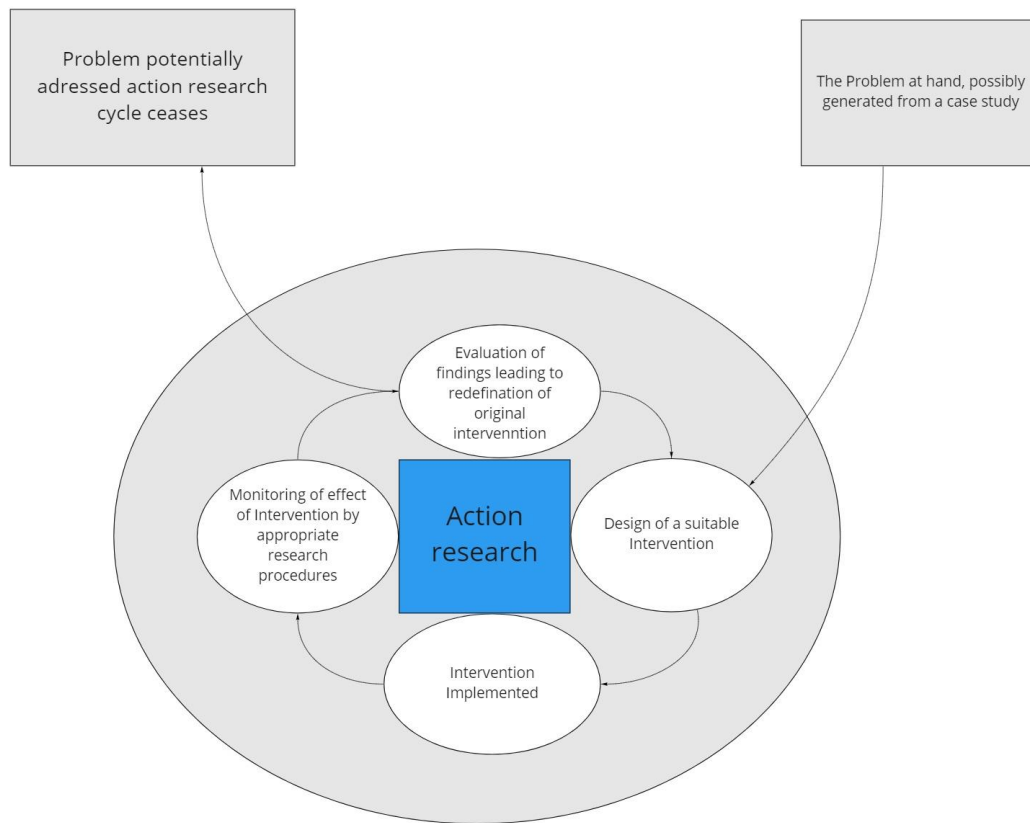 Problem potentially
adressed action research
cycle ceases
The Problem at hand, possibly
generated from a case study
Evaluation of
findings leading to
redefination of
original
intervenntion
Monitoring of effect
of Intervention by
appropriate
research
procedures
Action
research
Design of a suitable
Intervention
Intervention
Implemented